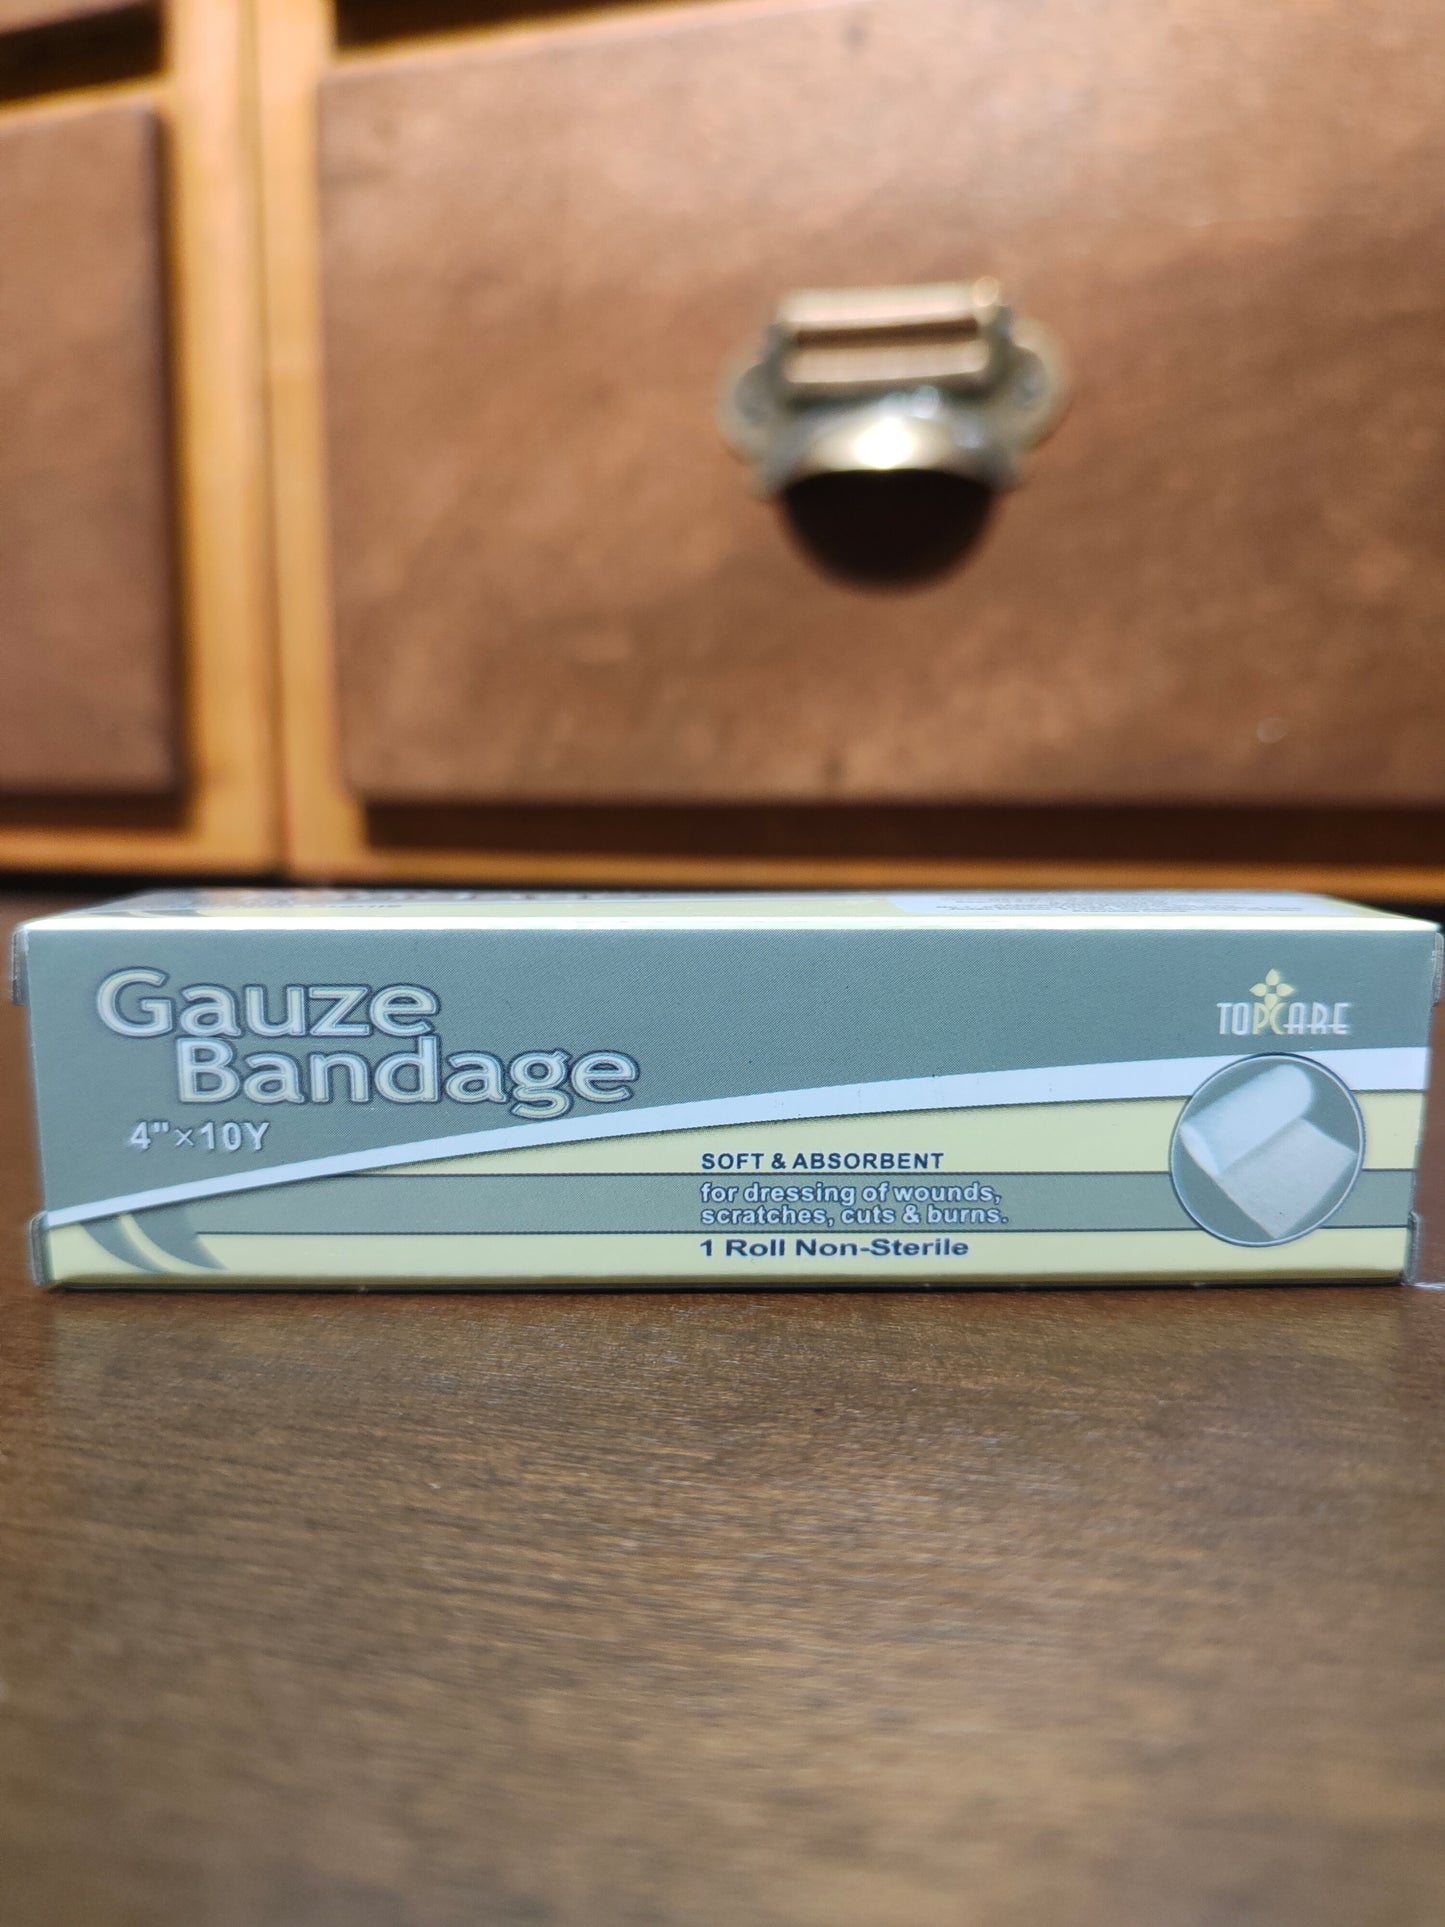 Gauze
Bandage
4"×10Y
TOPCARE
SOFT & ABSORBENT
for dressing of wounds,
scratches, cuts & burns.
1 Roll Non-Sterile